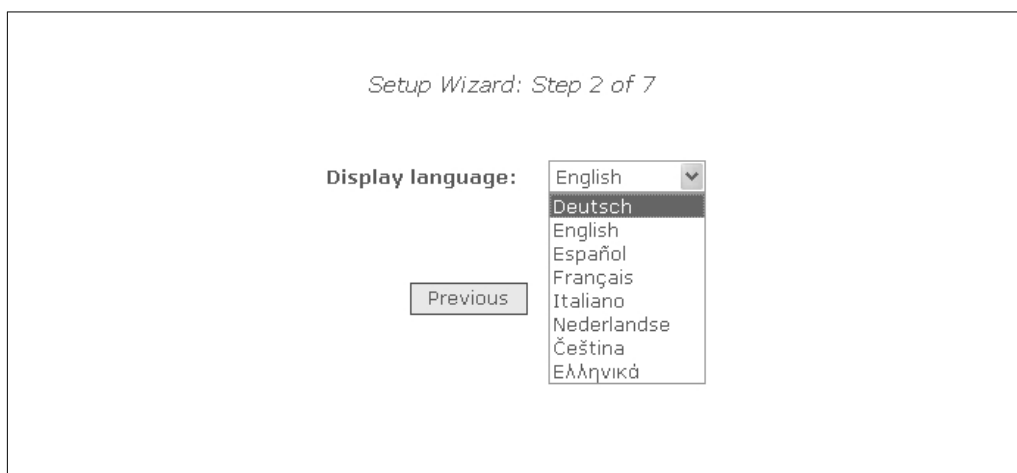 Setup Wizard: Step 2 of 7
Display language: English
Deutsch
English
Español
Français
Previous
Italiano
Nederlandse
Čeština
Ελληνικά